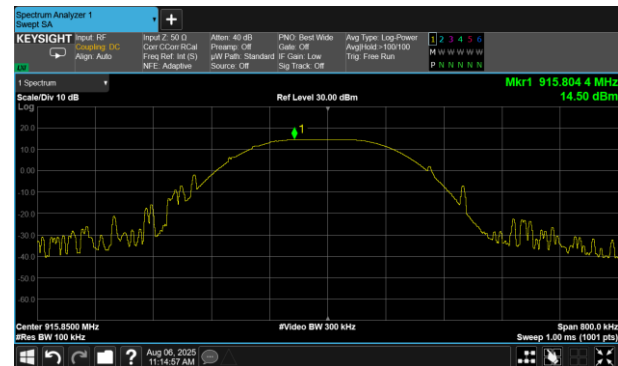 Spectrum Analyzer 1
Swept SA
+
KEYSIGHT Input: RF Input Z: 50 Ω Atten: 40 dB PNO: Best Wide Avg Type: Log-Power 1 2 3 4 5 6
Coupling: DC Corr CCorr RCal Preamp: Off Gate: Off Avg|Hold:>100/100 M W W W W W
Align: Auto Freq Ref: Int (S) µW Path: Standard IF Gain: Low Trig: Free Run
NFE: Adaptive Source: Off Sig Track: Off P N N N N N
1 Spectrum Mkr1 915.804 4 MHz
Scale/Div 10 dB Ref Level 30.00 dBm 14.50 dBm
Log
20.0
1
10.0
0.00
-10.0
-20.0
-30.0
-40.0
-50.0
-60.0
Center 915.8500 MHz #Video BW 300 kHz Span 800.0 kHz
#Res BW 100 kHz Sweep 1.00 ms (1001 pts)
? Aug 06, 2025
11:14:57 AM